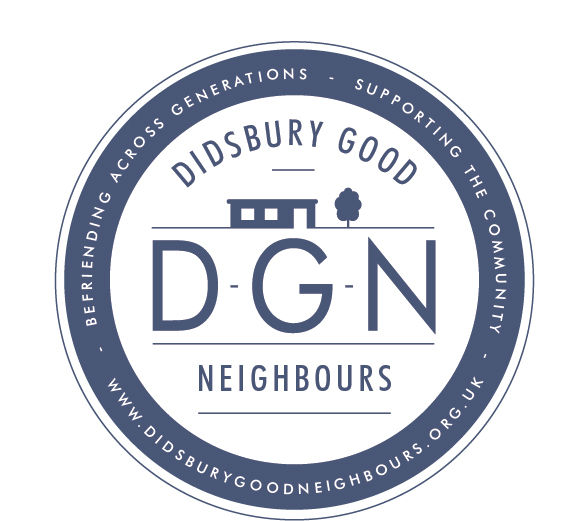 BEFRIENDING ACROSS GENERATIONS - SUPPORTING THE COMMUNITY -
DIDSBURY GOOD
D-G-N
NEIGHBOURS
- WWW.DIDSBURYGOODNEIGHBOURS.ORG.UK